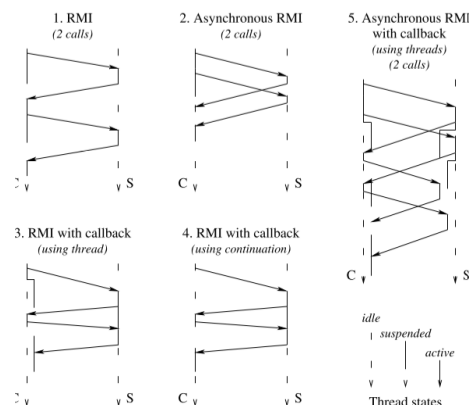 1. RMI
(2 calls)
2. Asynchronous RMI
(2 calls)
5. Asynchronous RMI
with callback
(using threads)
(2 calls)
C
S
C
S
3. RMI with callback
(using thread)
4. RMI with callback
(using continuation)
C
S
idle
suspended
active
C
S
C
S
Thread states